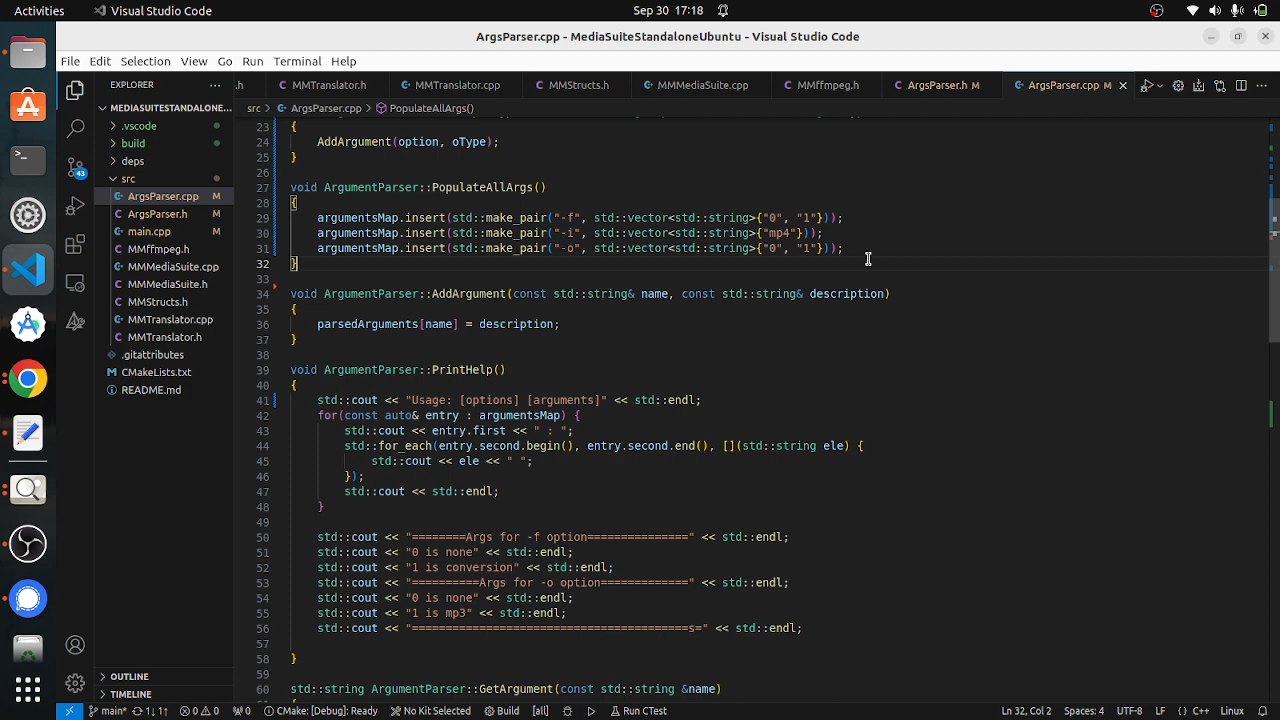 Activities
Visual Studio Code
Sep 30 17:18
ArgsParser.cpp - MediaSuiteStandaloneUbuntu - Visual Studio Code
File Edit Selection View Go Run Terminal Help
EXPLORER
.h
MMTranslator.h
MMTranslator.cpp
MMStructs.h
MMMediaSuite.cpp
MMffmpeg.h
ArgsParser.h M
ArgsParser.cpp M
MEDIASUITESTANDALONE...
.vscode
build
deps
src
ArgsParser.cpp M
ArgsParser.h M
main.cpp M
MMffmpeg.h
MMMediaSuite.cpp
MMMediaSuite.h
MMStructs.h
MMTranslator.cpp
MMTranslator.h
.gitattributes
CMakeLists.txt
README.md
OUTLINE
TIMELINE
43
src > ArgsParser.cpp > PopulateAllArgs()
23 {
24 AddArgument(option, oType);
25 }
26
27 void ArgumentParser::PopulateAllArgs()
28 {
29 argumentsMap.insert(std::make_pair("-f", std::vector<std::string>{"0", "1"}));
30 argumentsMap.insert(std::make_pair("-i", std::vector<std::string>{"mp4"}));
31 argumentsMap.insert(std::make_pair("-o", std::vector<std::string>{"0", "1"}));
32 }
33
34 void ArgumentParser::AddArgument(const std::string& name, const std::string& description)
35 {
36 parsedArguments[name] = description;
37 }
38
39 void ArgumentParser::PrintHelp()
40 {
41 std::cout << "Usage: [options] [arguments]" << std::endl;
42 for(const auto& entry : argumentsMap) {
43 std::cout << entry.first << " : ";
44 std::for_each(entry.second.begin(), entry.second.end(), [](std::string ele) {
45 std::cout << ele << " ";
46 });
47 std::cout << std::endl;
48 }
49
50 std::cout << "========Args for -f option===============" << std::endl;
51 std::cout << "0 is none" << std::endl;
52 std::cout << "1 is conversion" << std::endl;
53 std::cout << "==========Args for -o option=============" << std::endl;
54 std::cout << "0 is none" << std::endl;
55 std::cout << "1 is mp3" << std::endl;
56 std::cout << "=========================================s=" << std::endl;
57
58 }
59
60 std::string ArgumentParser::GetArgument(const std::string &name)
main* 1↓ 1↑ 0 0 0 CMake: [Debug]: Ready No Kit Selected Build [all] Run CTest Ln 32, Col 2 Spaces: 4 UTF-8 LF {} C++ Linux